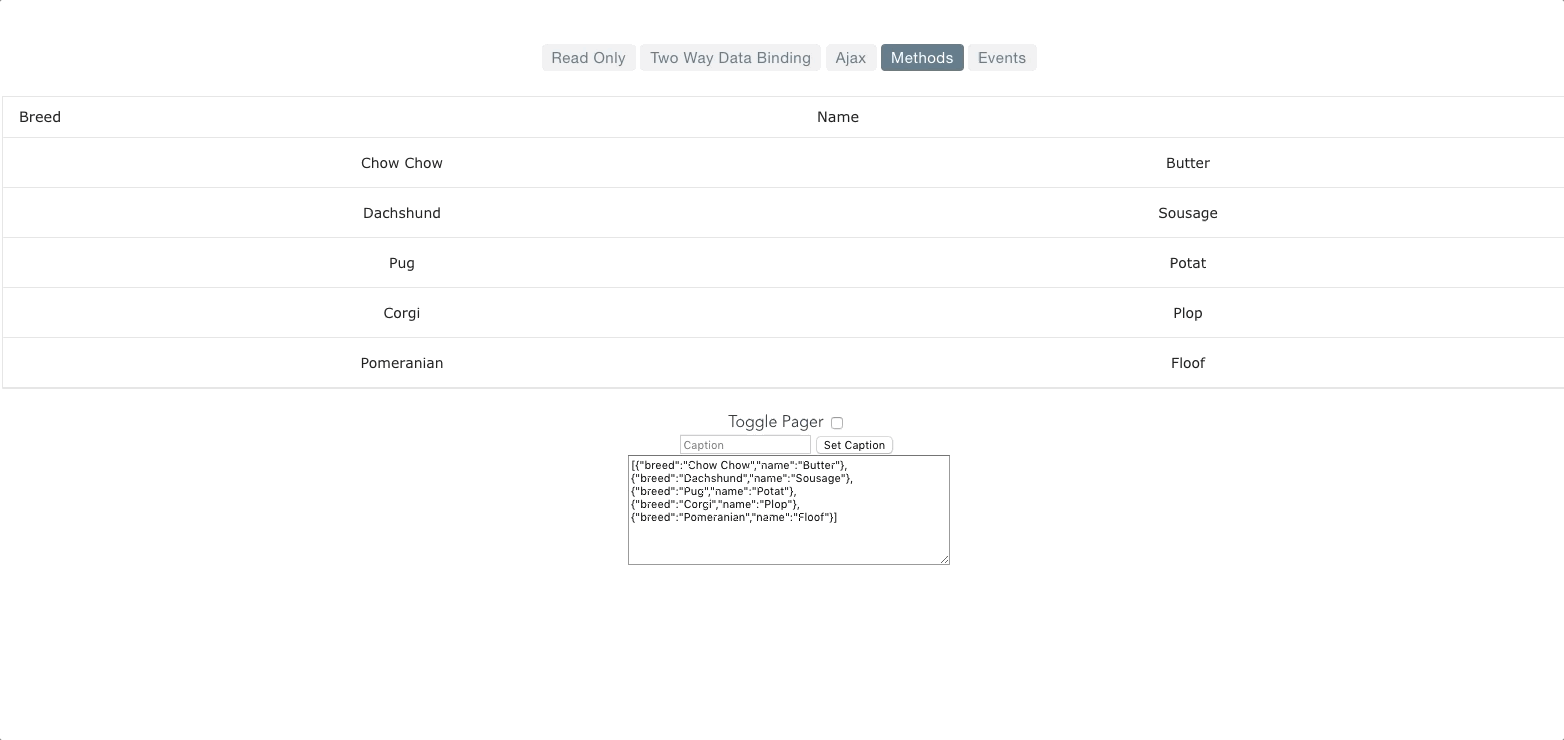 Read Only Two Way Data Binding Ajax Methods Events
Breed Name
Chow Chow Butter
Dachshund Sousage
Pug Potat
Corgi Plop
Pomeranian Floof
Toggle Pager
Caption Set Caption
[{"breed":"Chow Chow","name":"Butter"},
{"breed":"Dachshund","name":"Sousage"},
{"breed":"Pug","name":"Potat"},
{"breed":"Corgi","name":"Plop"},
{"breed":"Pomeranian","name":"Floof"}]